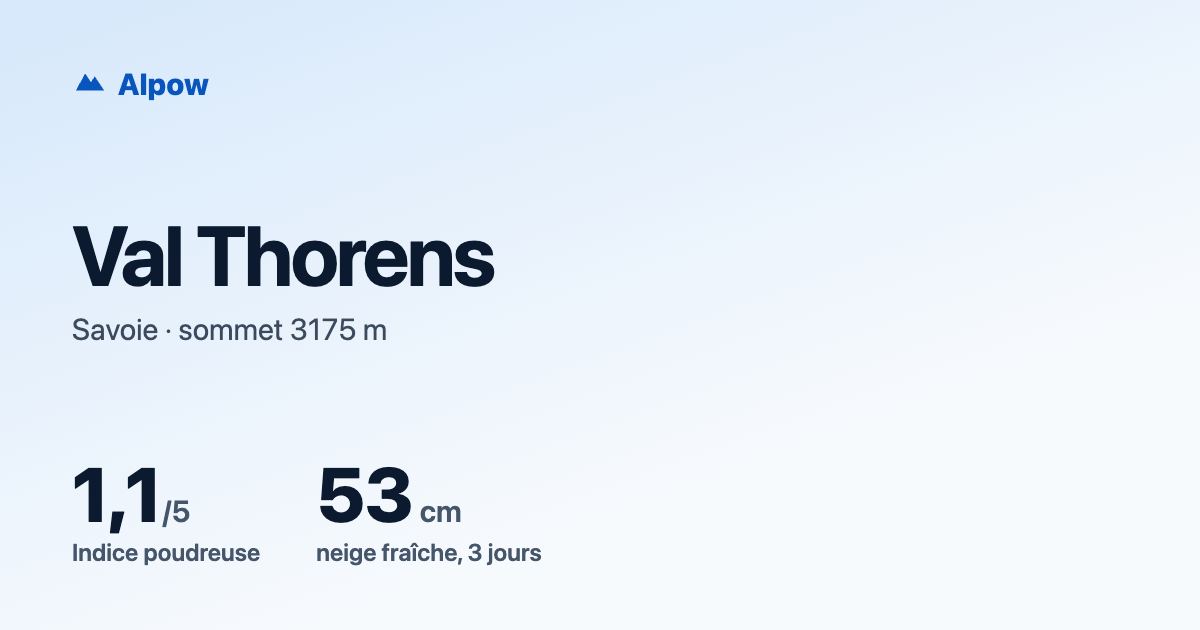 Alpow
Val Thorens
Savoie · sommet 3175 m
1,1/5
Indice poudreuse
53 cm
neige fraîche, 3 jours